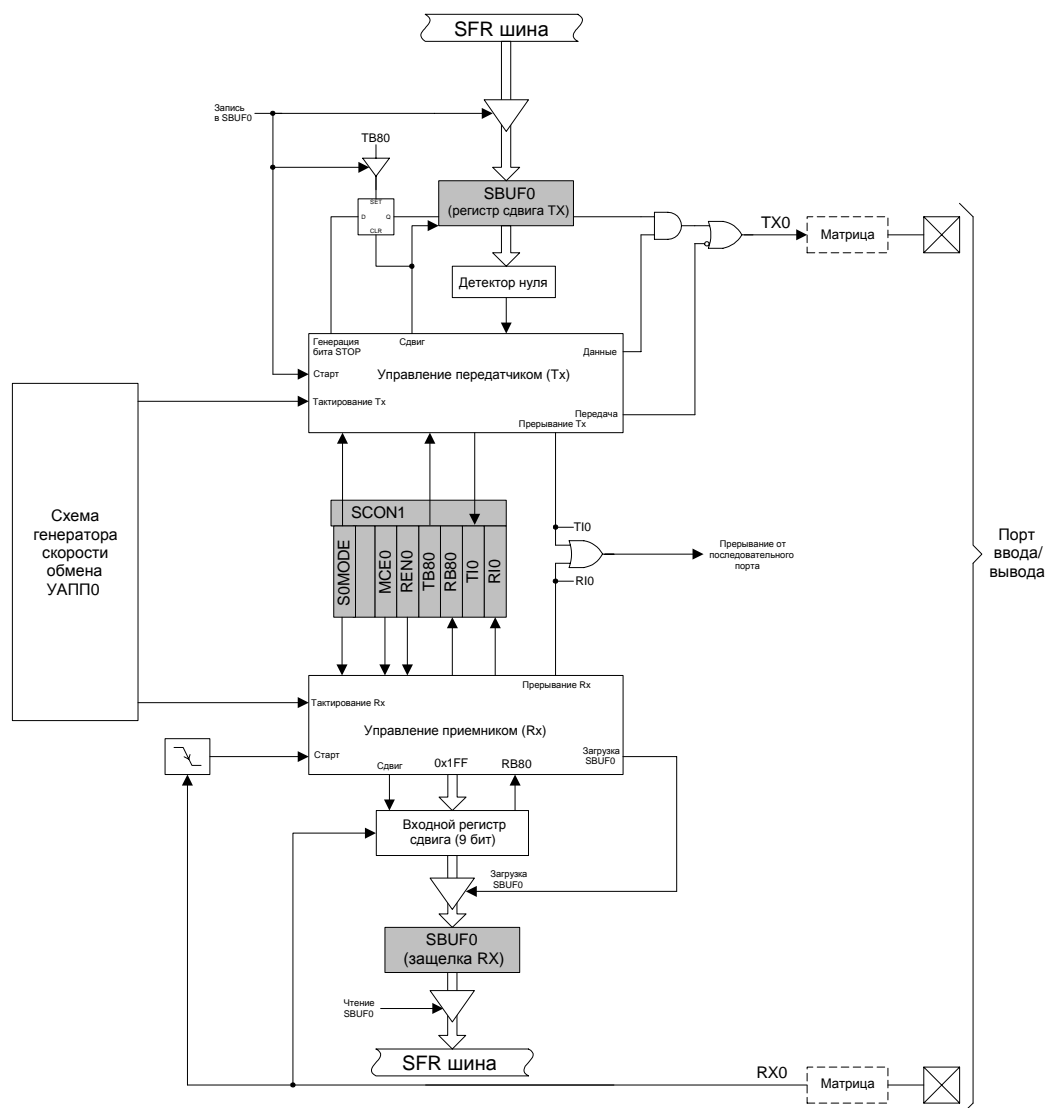 SFR шина
Запись
в SBUF0
TB80
SET
D
Q
CLR
SBUF0
(регистр сдвига TX)
TX0
Матрица
Детектор нуля
Генерация
бита STOP
Сдвиг
Данные
Старт
Управление передатчиком (Tx)
Тактирование Tx
Передача
Прерывание Tx
Схема
генератора
скорости
обмена
УАПП0
SCON1
S0MODE
MCE0
REN0
TB80
RB80
TI0
RI0
TI0
RI0
Прерывание от
последовательного
порта
Порт
ввода/
вывода
Прерывание Rx
Тактирование Rx
Управление приемником (Rx)
Старт
Загрузка
SBUF0
Сдвиг
0x1FF
RB80
Входной регистр
сдвига (9 бит)
Загрузка
SBUF0
SBUF0
(защелка RX)
Чтение
SBUF0
SFR шина
RX0
Матрица